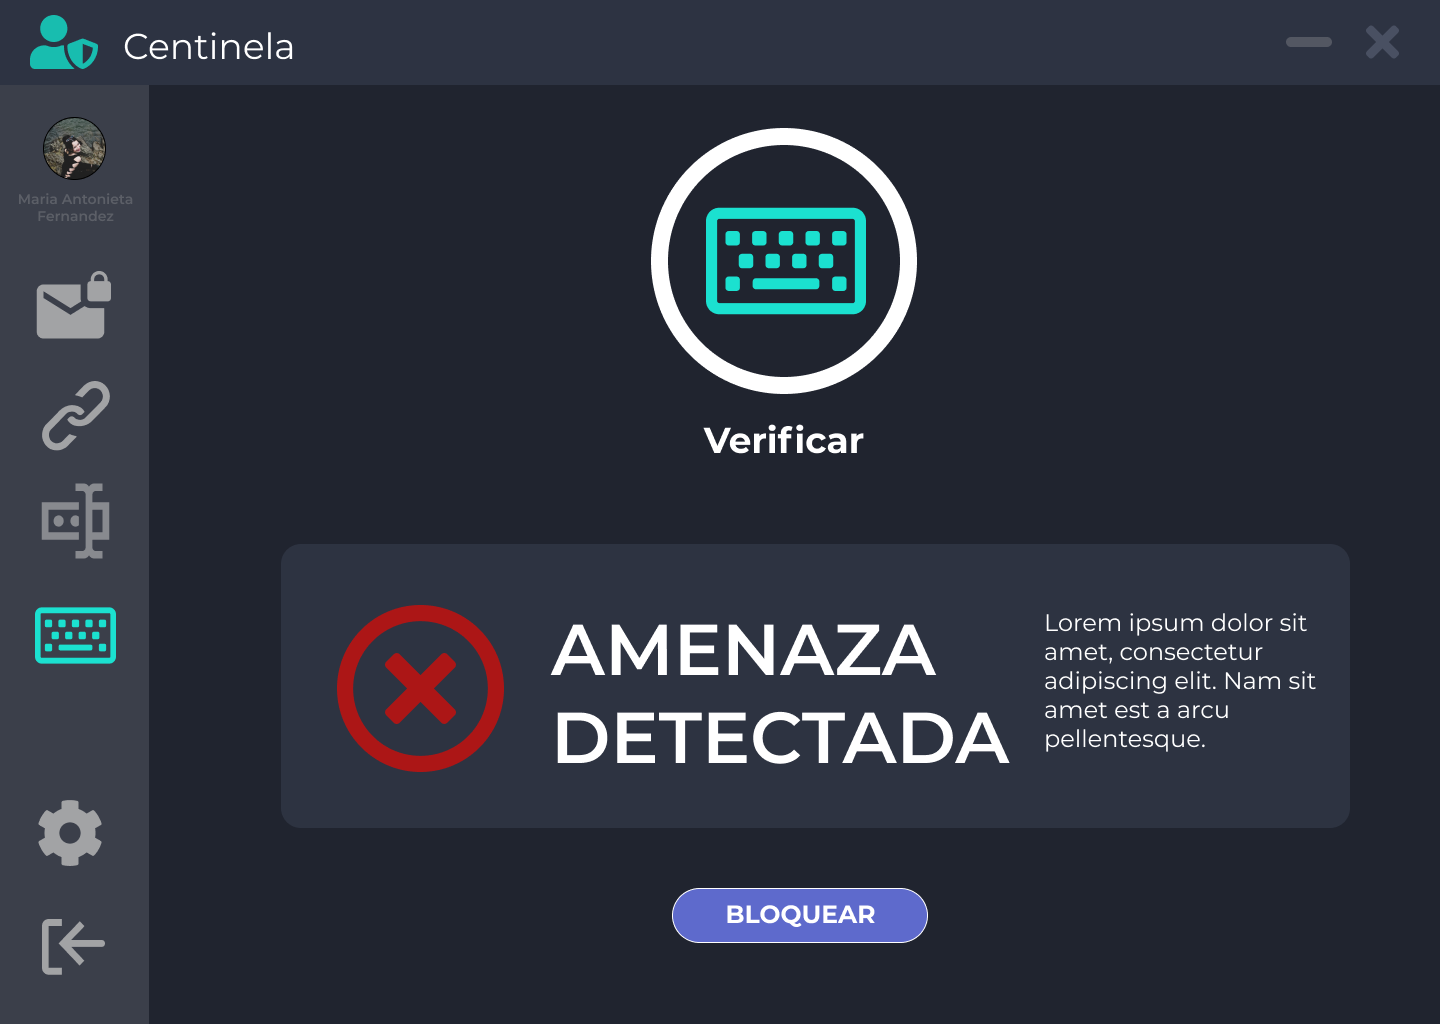 Centinela
Maria Antonieta
Fernandez
Verificar
AMENAZA
DETECTADA
Lorem ipsum dolor sit
amet, consectetur
adipiscing elit. Nam sit
amet est a arcu
pellentesque.
BLOQUEAR